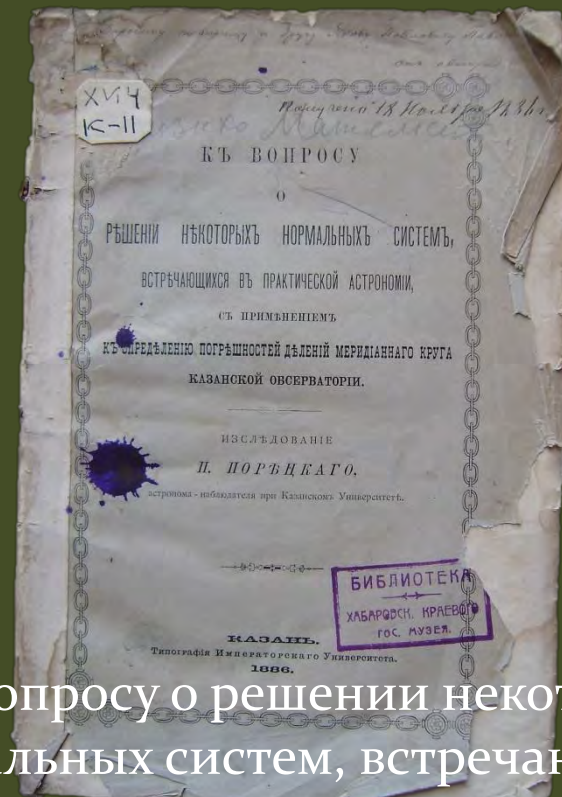 XVI Ч
К-11
КЪ ВОПРОСУ
О
РѢШЕНІИ НѢКОТОРЫХЪ НОРМАЛЬНЫХЪ СИСТЕМЪ,
ВСТРѢЧАЮЩИХСЯ ВЪ ПРАКТИЧЕСКОЙ АСТРОНОМІИ,
СЪ ПРИМѢНЕНІЕМЪ
КЪ ОПРЕДѢЛЕНІЮ ПОГРѢШНОСТЕЙ ДѢЛЕНІЙ МЕРИДІАННАГО КРУГА
КАЗАНСКОЙ ОБСЕРВАТОРІИ.
ИЗСЛѢДОВАНІЕ
П. ПОРѢЦКАГО,
астронома-наблюдателя при Казанскомъ Университетѣ.
БИБЛИОТЕКА
ХАБАРОВСК. КРАЕВОГО
ГОС. МУЗЕЯ.
КАЗАНЬ.
Типографія Императорскаго Университета.
1886.
опросу о решении некот
льных систем, встречаю